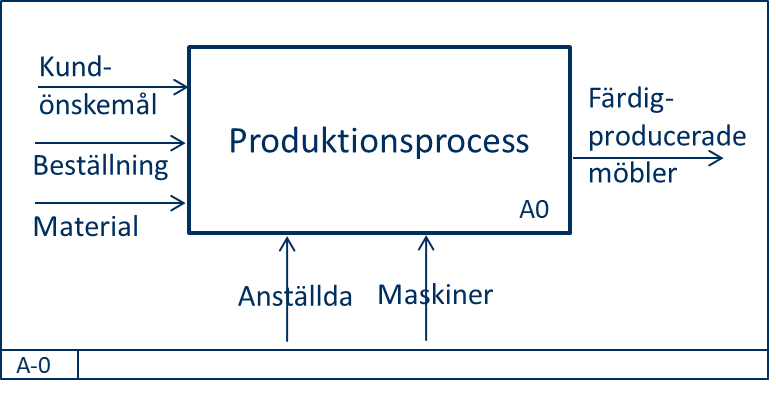 Kund-
önskemål
Beställning
Material
Produktionsprocess
A0
Färdig-
producerade
möbler
Anställda
Maskiner
A-0